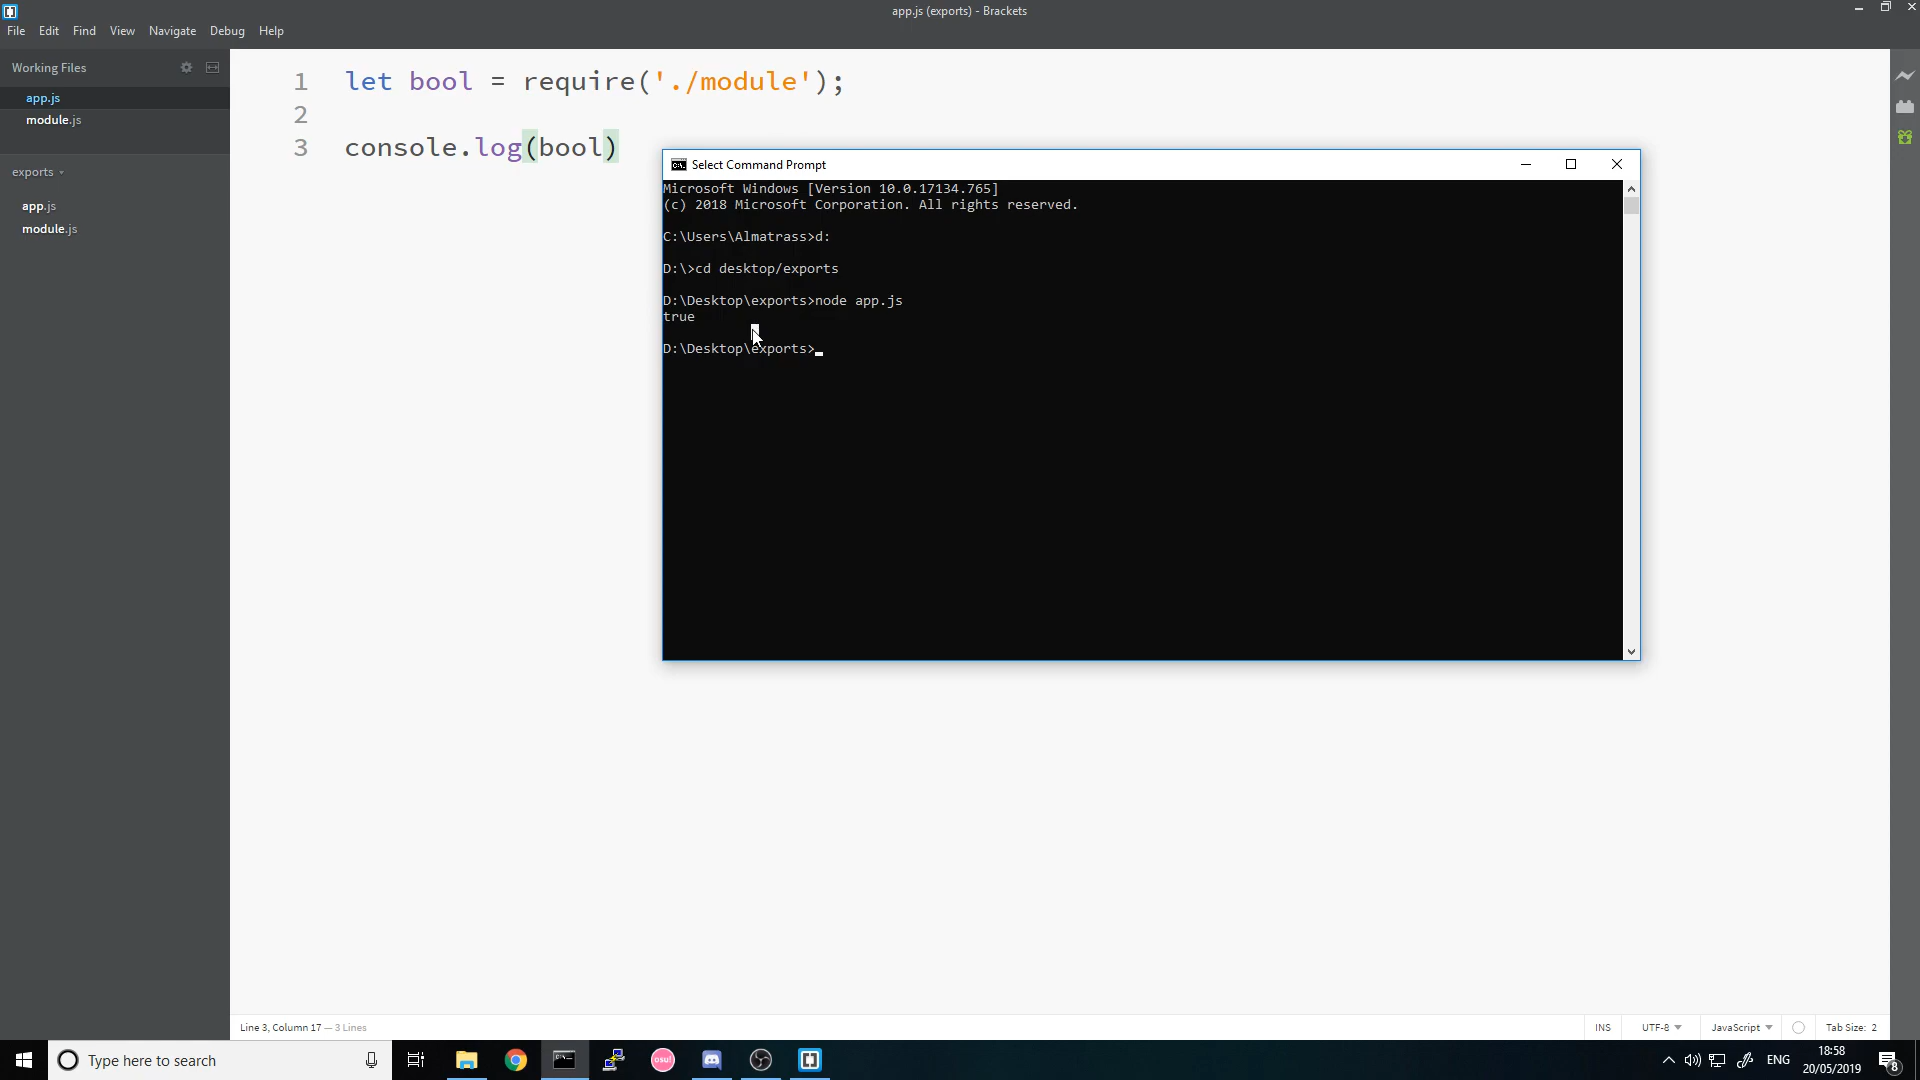 app.js (exports) - Brackets
File Edit Find View Navigate Debug Help
Working Files
app.js
module.js
exports
app.js
module.js
1 let bool = require('./module');
2
3 console.log(bool)
Select Command Prompt
Microsoft Windows [Version 10.0.17134.765]
(c) 2018 Microsoft Corporation. All rights reserved.
C:\Users\Almatrass>d:
D:\>cd desktop/exports
D:\Desktop\exports>node app.js
true
D:\Desktop\exports>
Line 3, Column 17 — 3 Lines
INS UTF-8 JavaScript Tab Size: 2
Type here to search
osu!
ENG
18:58
20/05/2019
8